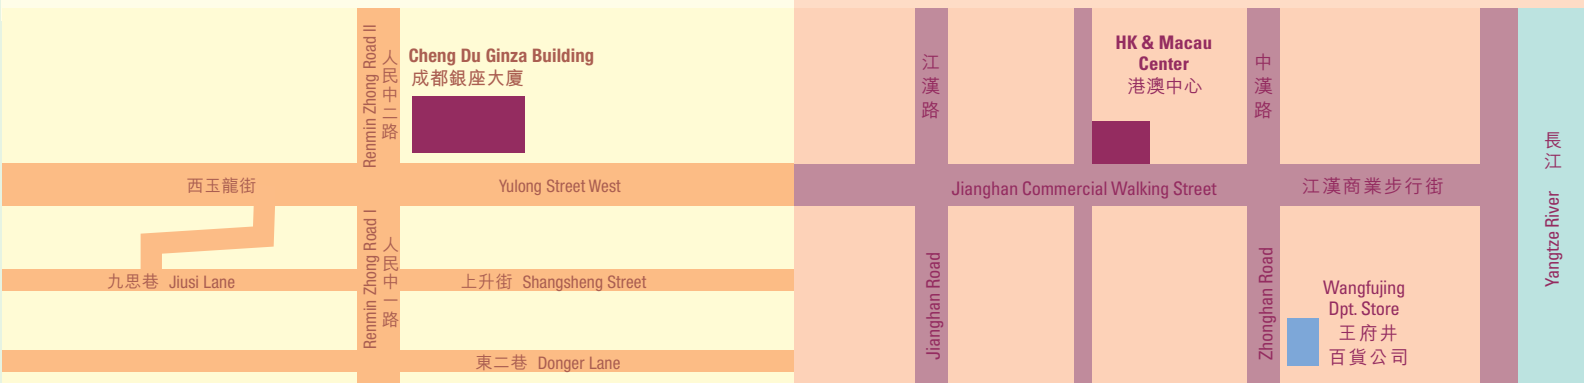 Renmin Zhong Road II
人民中二路
Cheng Du Ginza Building
成都銀座大廈
西玉龍街
Yulong Street West
Renmin Zhong Road I
人民中一路
九思巷 Jiusi Lane
上升街 Shangsheng Street
東二巷 Donger Lane
江漢路
HK & Macau
Center
港澳中心
中漢路
Jianghan Commercial Walking Street
江漢商業步行街
Jianghan Road
Zhonghan Road
Wangfujing
Dpt. Store
王府井
百貨公司
長江
Yangtze River